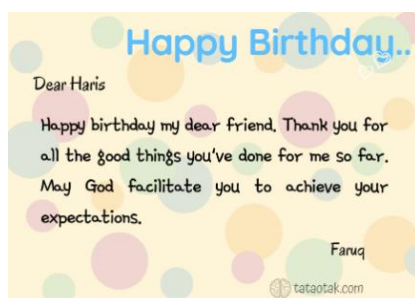 Happy Birthday..
Dear Haris
Happy birthday my dear friend. Thank you for
all the good things you've done for me so far.
May God facilitate you to achieve your
expectations.
Faruq
tataotak.com